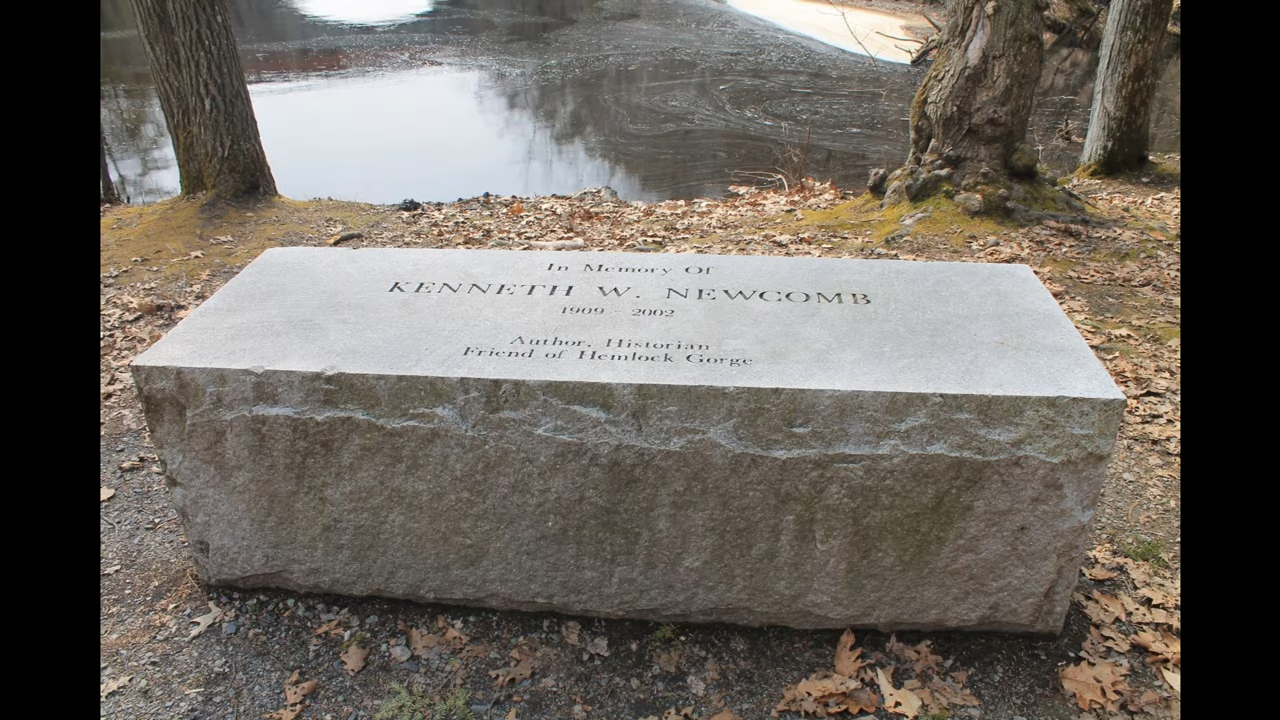 In Memory Of
KENNETH W. NEWCOMB
1909 - 2002
Author, Historian
Friend of Hemlock Gorge